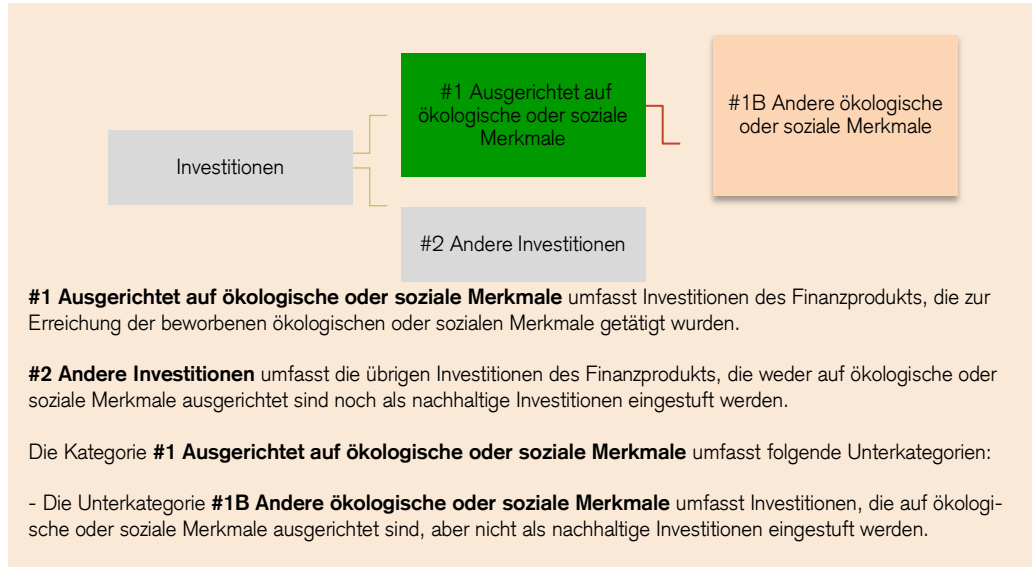 #1 Ausgerichtet auf
ökologische oder soziale
Merkmale
#1B Andere ökologische
oder soziale Merkmale
Investitionen
#2 Andere Investitionen
#1 Ausgerichtet auf ökologische oder soziale Merkmale umfasst Investitionen des Finanzprodukts, die zur
Erreichung der beworbenen ökologischen oder sozialen Merkmale getätigt wurden.
#2 Andere Investitionen umfasst die übrigen Investitionen des Finanzprodukts, die weder auf ökologische oder
soziale Merkmale ausgerichtet sind noch als nachhaltige Investitionen eingestuft werden.
Die Kategorie #1 Ausgerichtet auf ökologische oder soziale Merkmale umfasst folgende Unterkategorien:
- Die Unterkategorie #1B Andere ökologische oder soziale Merkmale umfasst Investitionen, die auf ökologi-
sche oder soziale Merkmale ausgerichtet sind, aber nicht als nachhaltige Investitionen eingestuft werden.